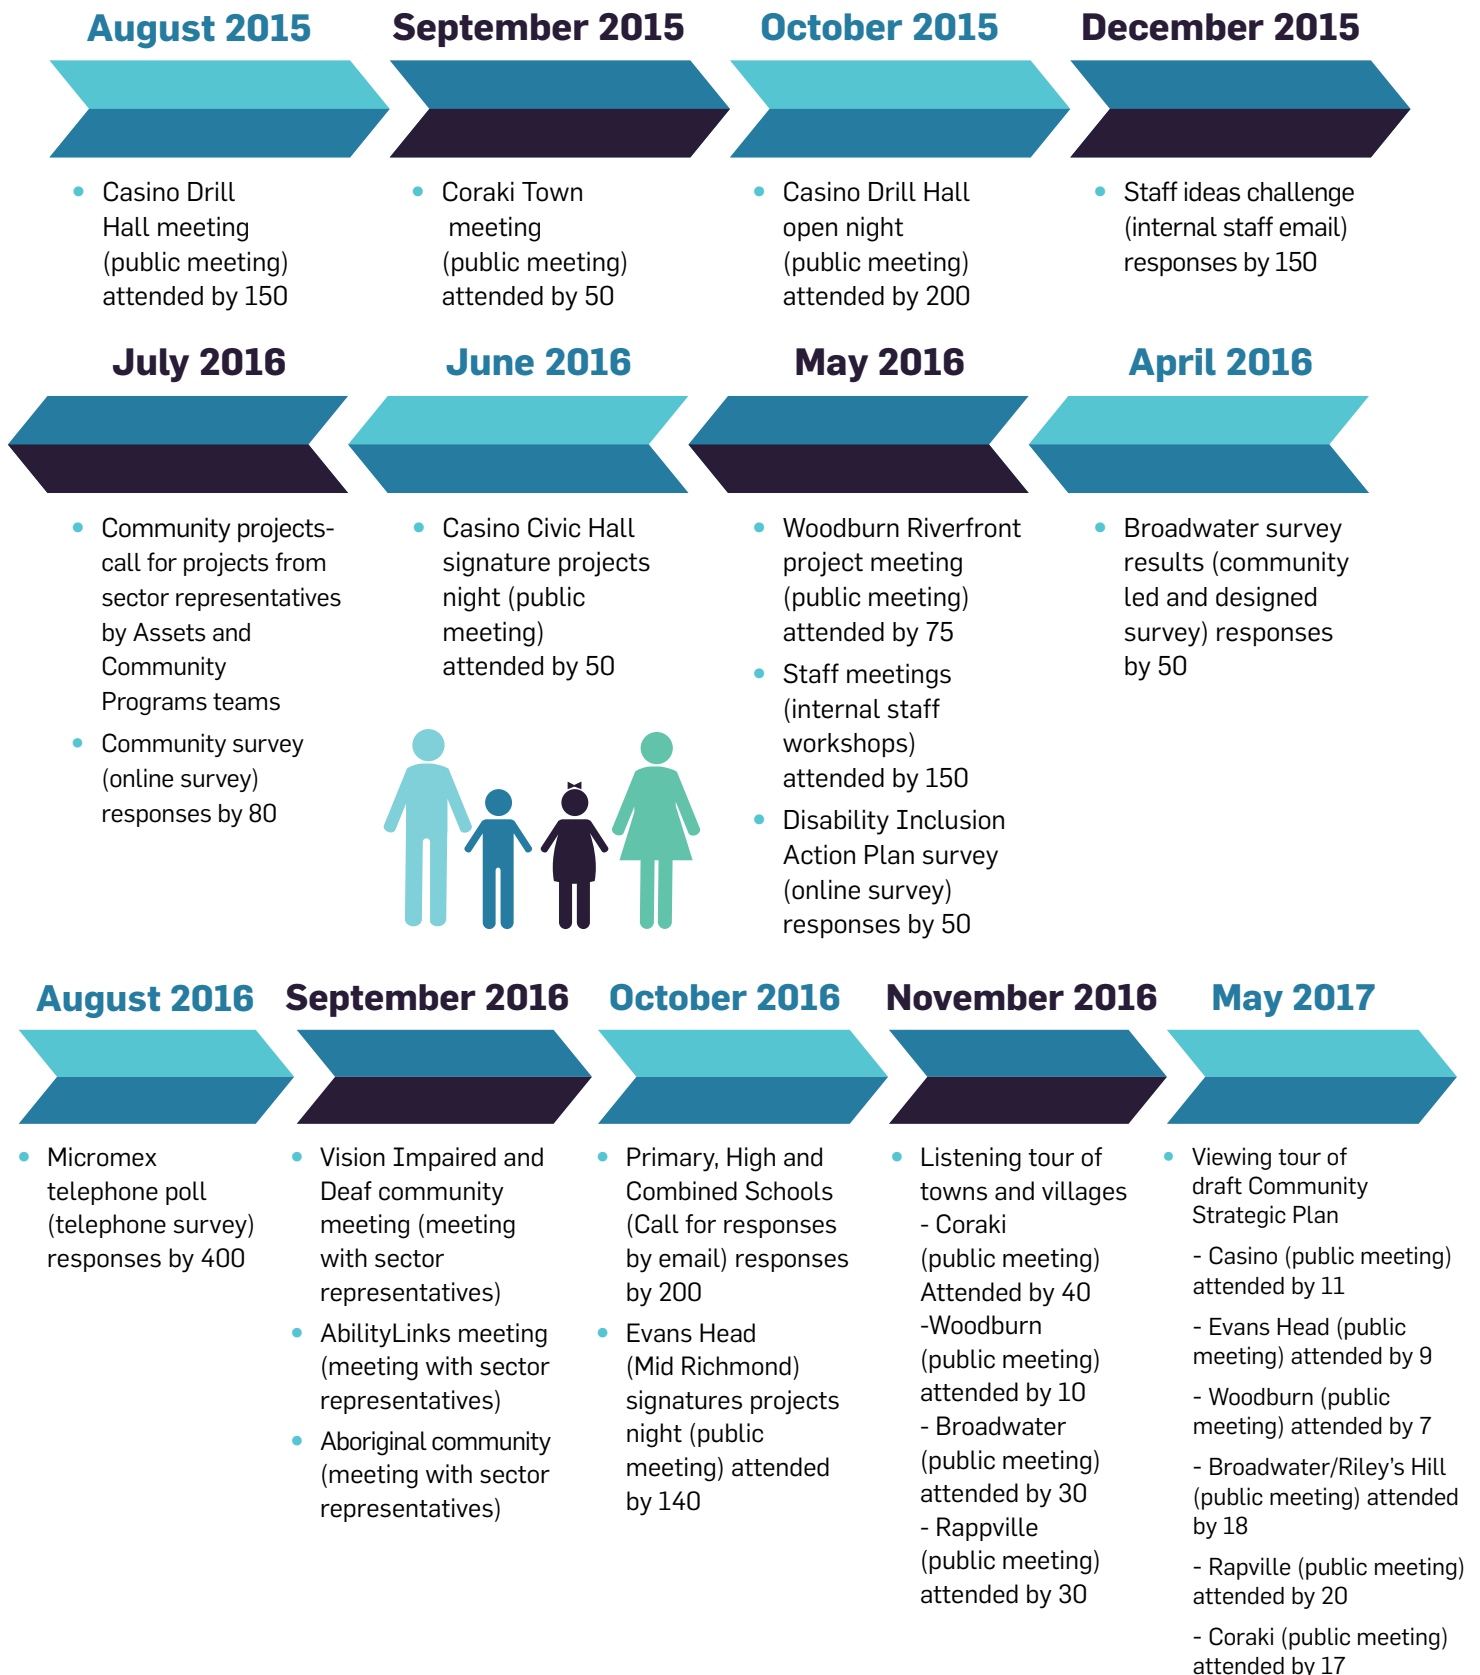 August 2015
• Casino Drill
Hall meeting
(public meeting)
attended by 150
September 2015
• Coraki Town
meeting
(public meeting)
attended by 50
October 2015
• Casino Drill Hall
open night
(public meeting)
attended by 200
December 2015
• Staff ideas challenge
(internal staff email)
responses by 150
July 2016
• Community projects-
call for projects from
sector representatives
by Assets and
Community
Programs teams
• Community survey
(online survey)
responses by 80
June 2016
• Casino Civic Hall
signature projects
night (public
meeting)
attended by 50
May 2016
• Woodburn Riverfront
project meeting
(public meeting)
attended by 75
• Staff meetings
(internal staff
workshops)
attended by 150
• Disability Inclusion
Action Plan survey
(online survey)
responses by 50
April 2016
• Broadwater survey
results (community
led and designed
survey) responses
by 50
August 2016
• Micromex
telephone poll
(telephone survey)
responses by 400
September 2016
• Vision Impaired and
Deaf community
meeting (meeting
with sector
representatives)
• AbilityLinks meeting
(meeting with sector
representatives)
• Aboriginal community
(meeting with sector
representatives)
October 2016
• Primary, High and
Combined Schools
(Call for responses
by email) responses
by 200
• Evans Head
(Mid Richmond)
signatures projects
night (public
meeting) attended
by 140
November 2016
• Listening tour of
towns and villages
- Coraki
(public meeting)
Attended by 40
-Woodburn
(public meeting)
attended by 10
- Broadwater
(public meeting)
attended by 30
- Rappville
(public meeting)
attended by 30
May 2017
• Viewing tour of
draft Community
Strategic Plan
- Casino (public meeting)
attended by 11
- Evans Head (public
meeting) attended by 9
- Woodburn (public
meeting) attended by 7
- Broadwater/Riley's Hill
(public meeting) attended
by 18
- Rapville (public meeting)
attended by 20
- Coraki (public meeting)
attended by 17